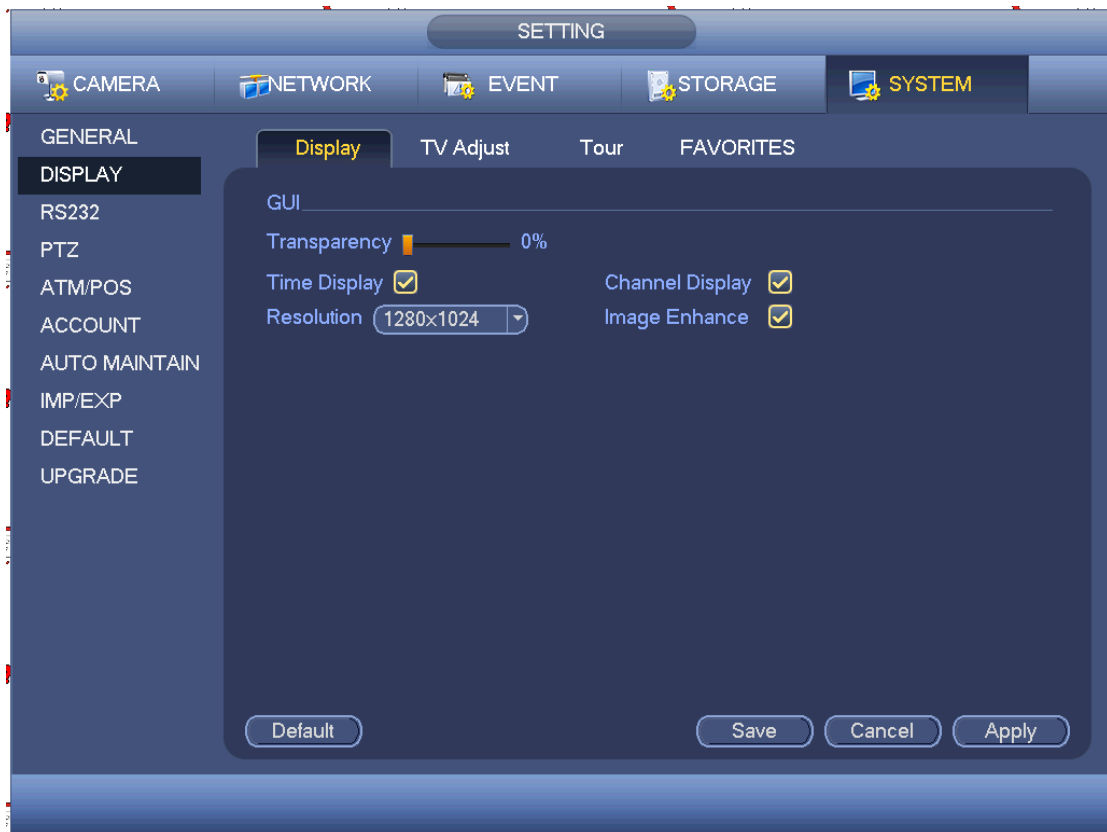 SETTING
CAMERA NETWORK EVENT STORAGE SYSTEM
GENERAL
DISPLAY
RS232
PTZ
ATM/POS
ACCOUNT
AUTO MAINTAIN
IMP/EXP
DEFAULT
UPGRADE
Display TV Adjust Tour FAVORITES
GUI
Transparency 0%
Time Display Channel Display
Resolution 1280×1024 Image Enhance
Default Save Cancel Apply